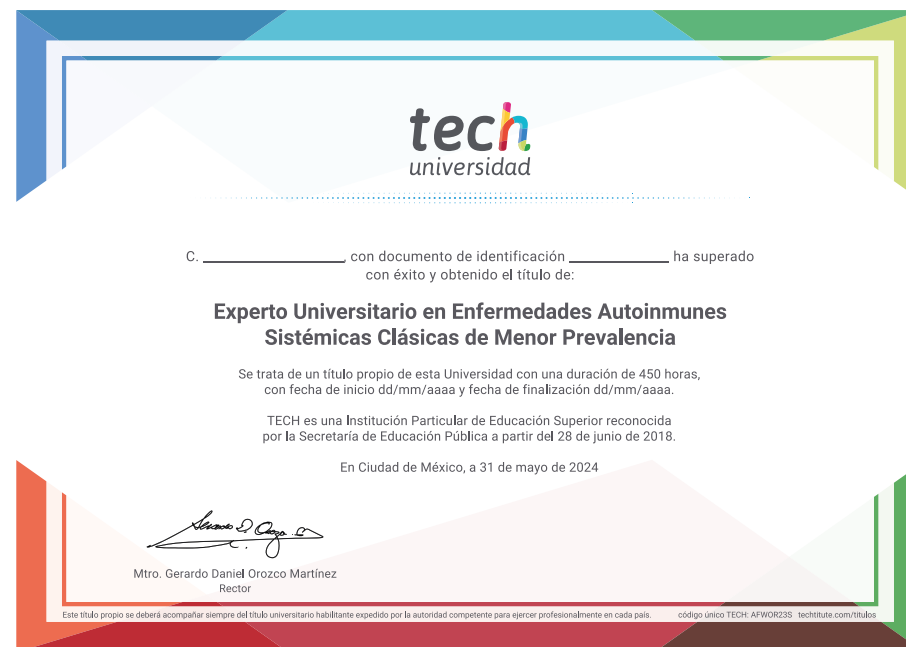 tech
universidad
C. ____________________, con documento de identificación ______________ ha superado
con éxito y obtenido el título de:
Experto Universitario en Enfermedades Autoinmunes
Sistémicas Clásicas de Menor Prevalencia
Se trata de un título propio de esta Universidad con una duración de 450 horas,
con fecha de inicio dd/mm/aaaa y fecha de finalización dd/mm/aaaa.
TECH es una Institución Particular de Educación Superior reconocida
por la Secretaría de Educación Pública a partir del 28 de junio de 2018.
En Ciudad de México, a 31 de mayo de 2024
Mtro. Gerardo Daniel Orozco Martínez
Rector
Este título propio se deberá acompañar siempre del título universitario habilitante expedido por la autoridad competente para ejercer profesionalmente en cada país. código único TECH: AFWOR23S techtitute.com/titulos